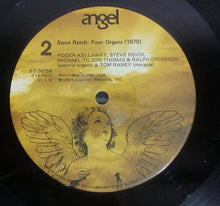 angel
2
Steve Reich: Four Organs (1970)
ROGER KELLAWAY, STEVE REICH,
MICHAEL TILSON THOMAS & RALPH GRIERSON
(electric organs) & TOM RANEY (maracas)
Recorded in the USA
STEREO